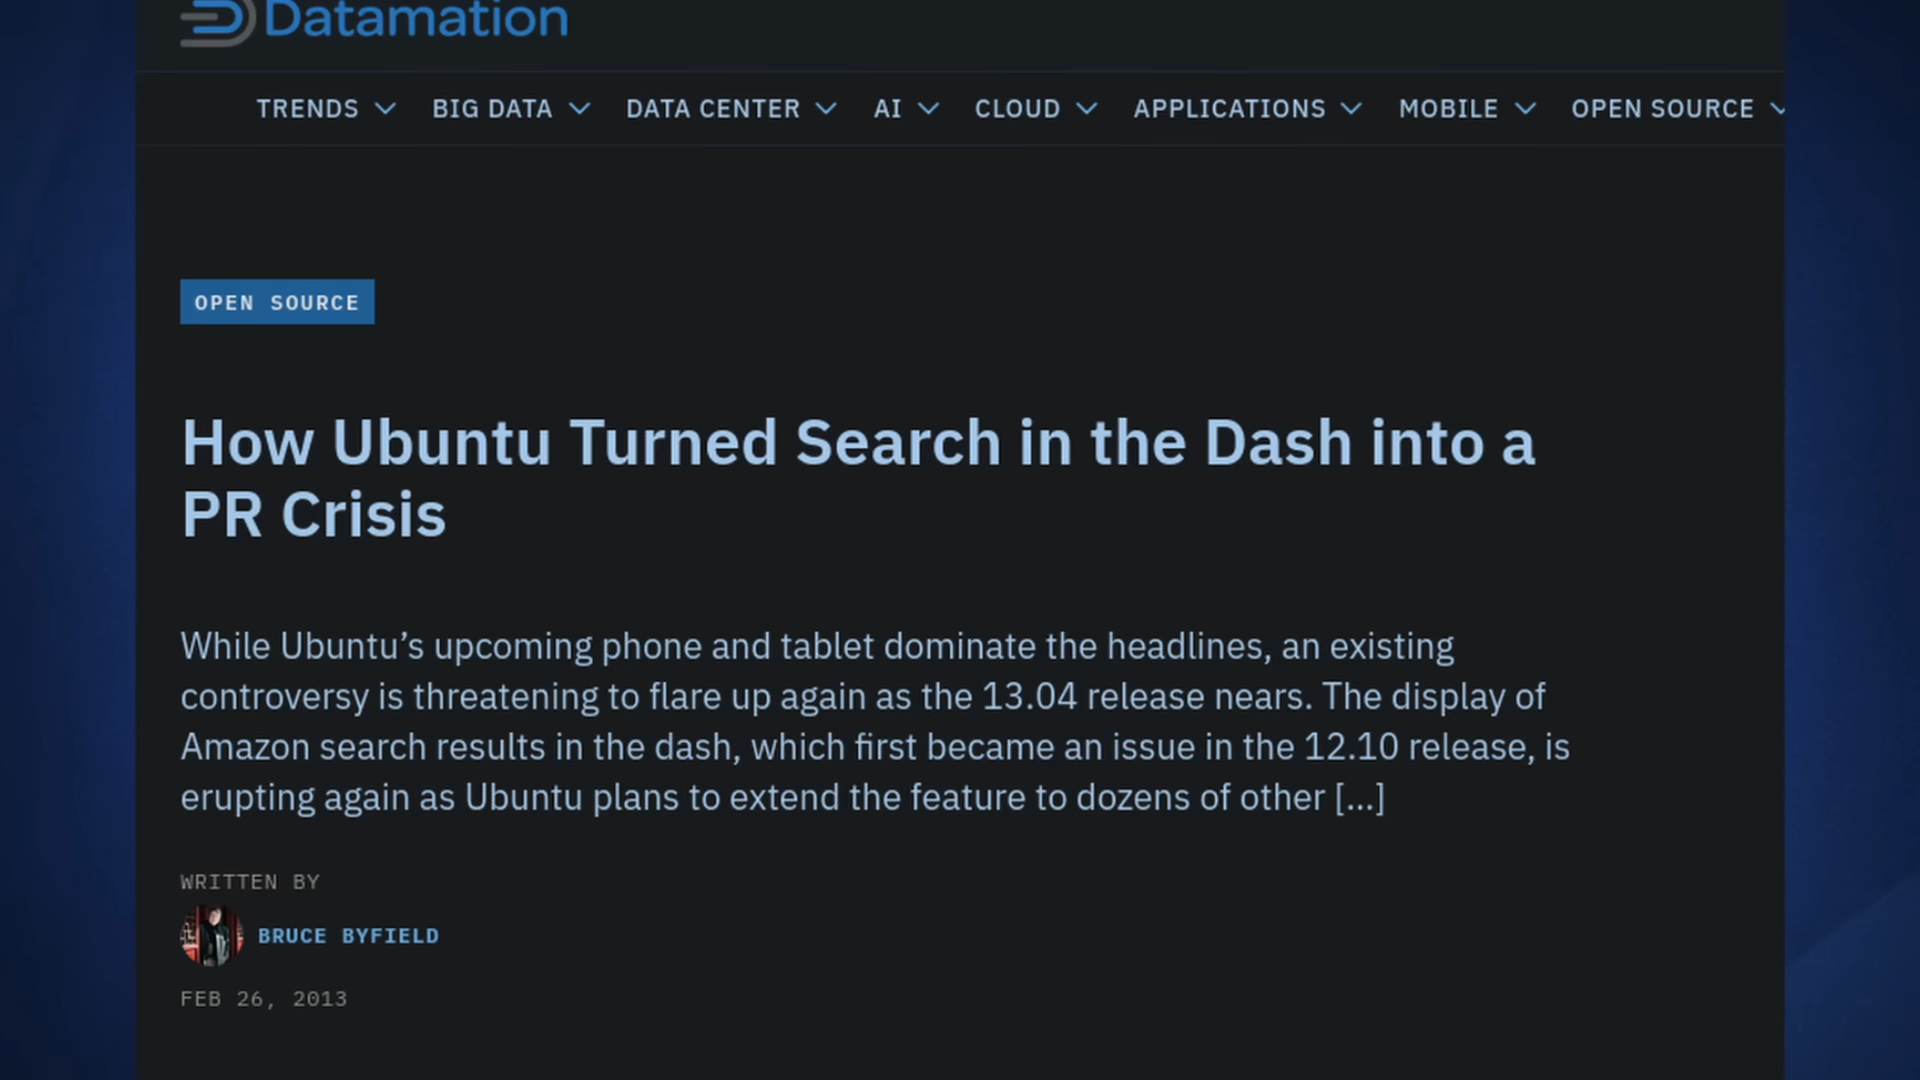 Datamation
TRENDS BIG DATA DATA CENTER AI CLOUD APPLICATIONS MOBILE OPEN SOURCE
OPEN SOURCE
How Ubuntu Turned Search in the Dash into a
PR Crisis
While Ubuntu’s upcoming phone and tablet dominate the headlines, an existing
controversy is threatening to flare up again as the 13.04 release nears. The display of
Amazon search results in the dash, which first became an issue in the 12.10 release, is
erupting again as Ubuntu plans to extend the feature to dozens of other [...]
WRITTEN BY
BRUCE BYFIELD
FEB 26, 2013